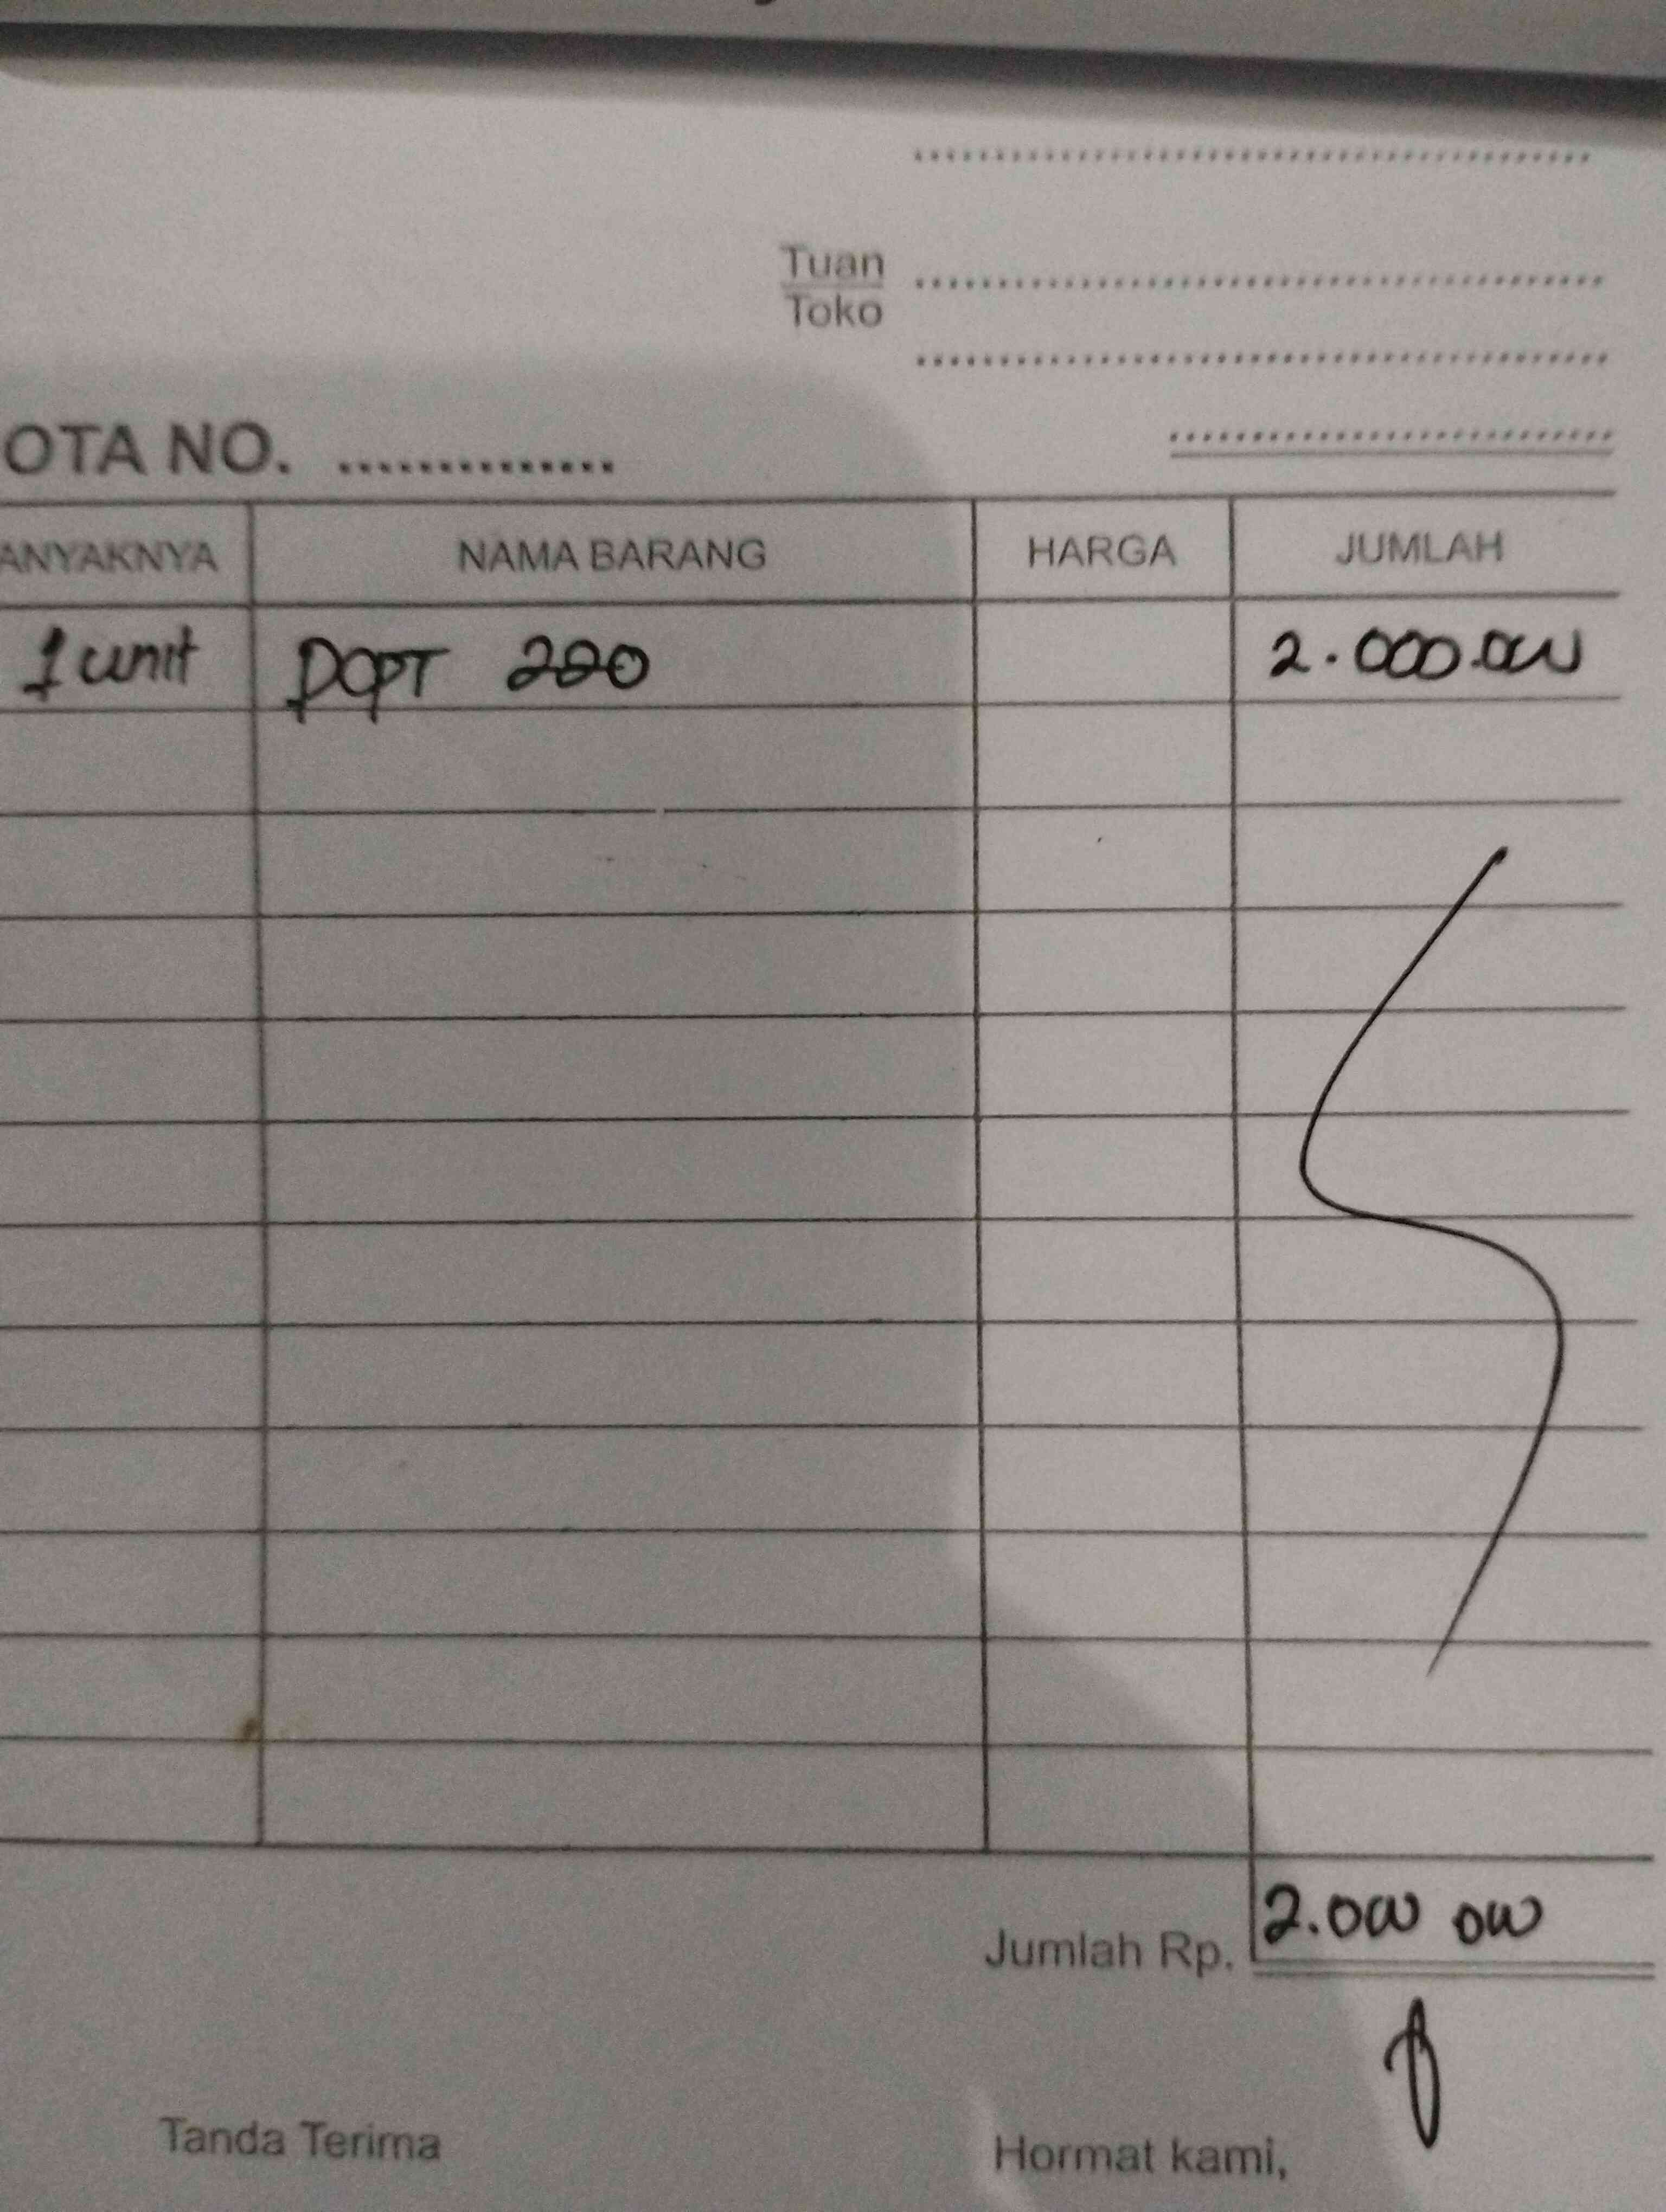 Tuan
Toko
OTA NO. ..............
ANYAKNYA NAMA BARANG HARGA JUMLAH
1 unit DOPT 220 2.000.000
Jumlah Rp. 2.000 000
Tanda Terima Hormat kami,